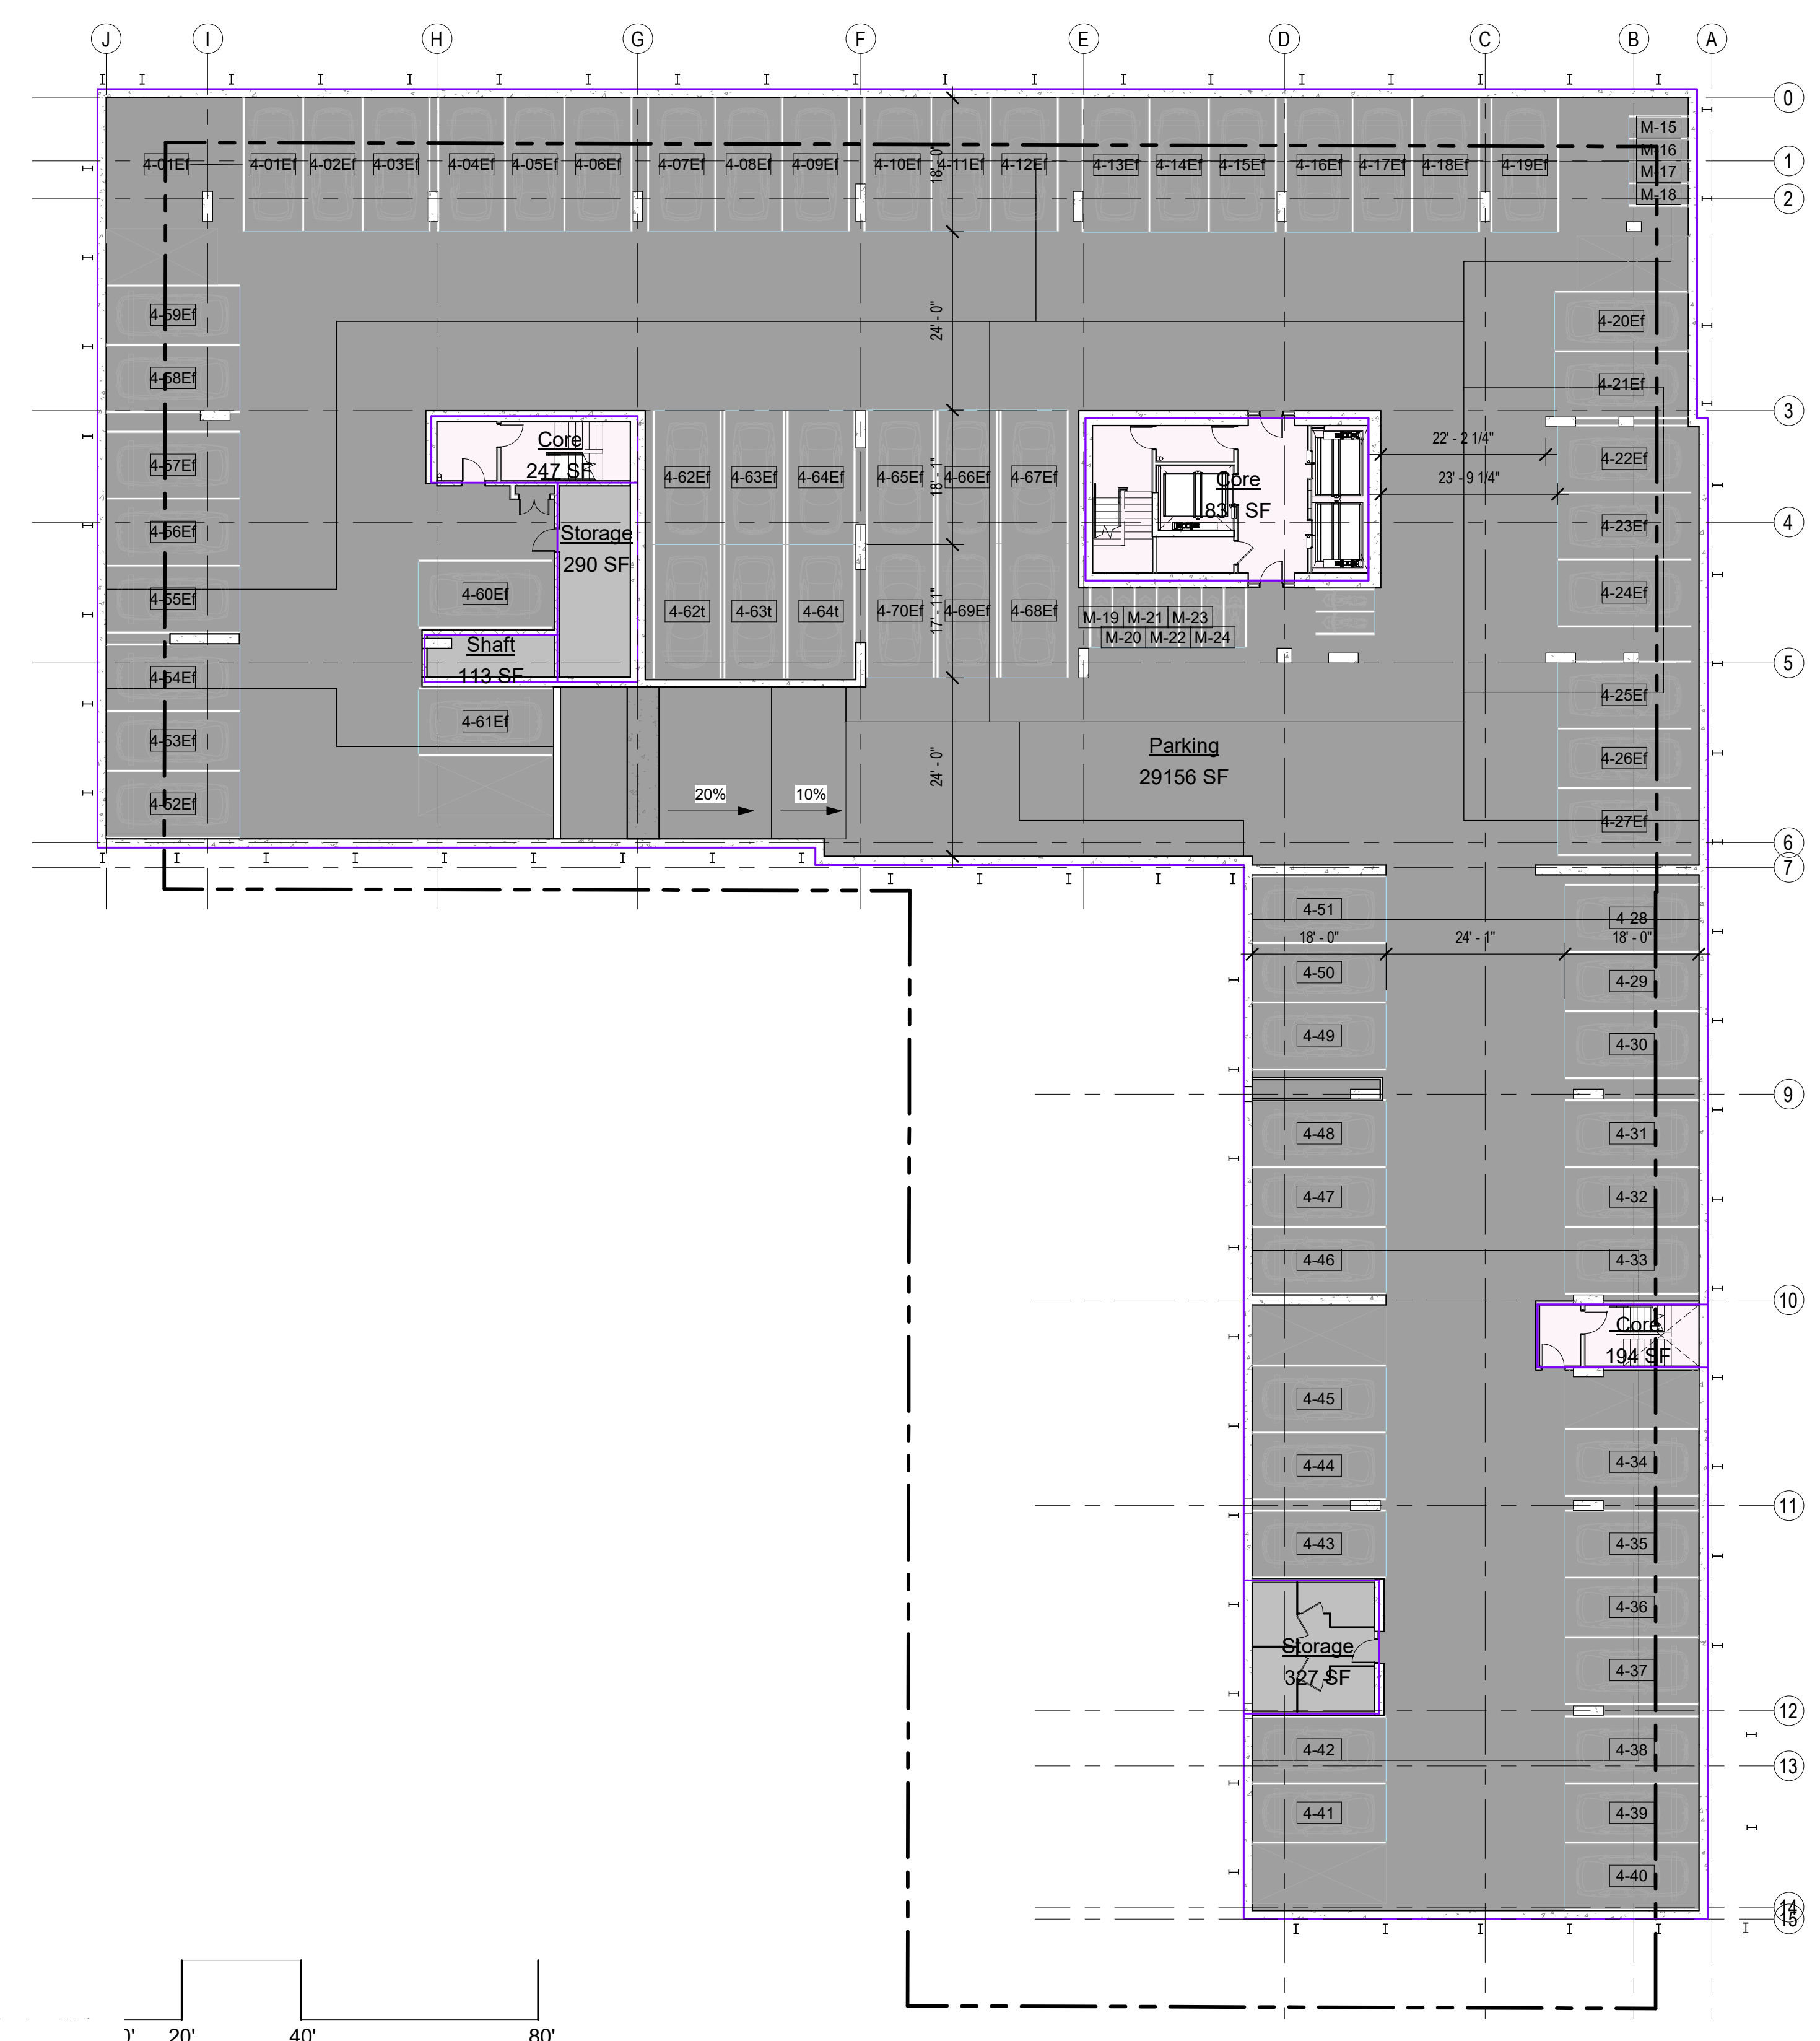 J I H G F E D C B A
0
M-15
4-01Ef 4-01Ef 4-02Ef 4-03Ef 4-04Ef 4-05Ef 4-06Ef 4-07Ef 4-08Ef 4-09Ef 4-10Ef 4-11Ef 4-12Ef 4-13Ef 4-14Ef 4-15Ef 4-16Ef 4-17Ef 4-18Ef 4-19Ef
18' - 0"
M-16
1
M-17
M-18
2
4-59Ef
24' - 0"
4-20Ef
4-58Ef
4-21Ef
3
Core
247 SF
22' - 2 1/4"
4-57Ef
4-22Ef
4-62Ef 4-63Ef 4-64Ef 4-65Ef 4-66Ef 4-67Ef
18' - 1"
Core
SF
23' - 9 1/4"
4-56Ef
Storage
290 SF
4-23Ef
4
4-55Ef
4-60Ef
4-24Ef
4-62t 4-63t 4-64t 4-70Ef 4-69Ef 4-68Ef
17' - 11"
M-19 M-21 M-23
M-20 M-22 M-24
Shaft
113 SF
5
4-54Ef
4-25Ef
4-61Ef
4-53Ef
24' - 0"
Parking
29156 SF
4-26Ef
4-52Ef
20%
10%
4-27Ef
6
7
4-51
4-28
18' - 0"
24' - 1"
18' - 0"
4-50
4-29
4-49
4-30
9
4-48
4-31
4-47
4-32
4-46
4-33
10
Core
194 SF
4-45
4-44
4-34
11
4-43
4-35
4-36
Storage
327 SF
4-37
12
4-42
4-38
13
4-41
4-39
4-40
14
15
20'
40'
80'